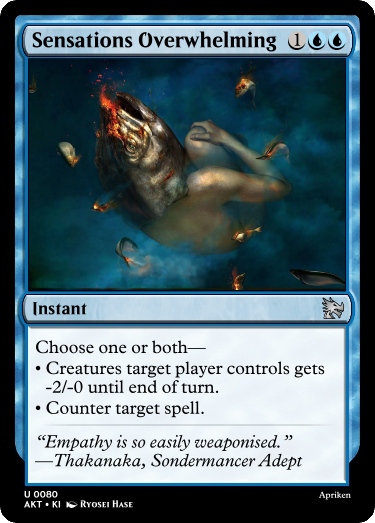 Sensations Overwhelming 1
Instant
Choose one or both—
• Creatures target player controls gets
-2/-0 until end of turn.
• Counter target spell.
“Empathy is so easily weaponised.”
—Thakanaka, Sondermancer Adept
U 0080
AKT • KI Ryosei Hase
Apriken